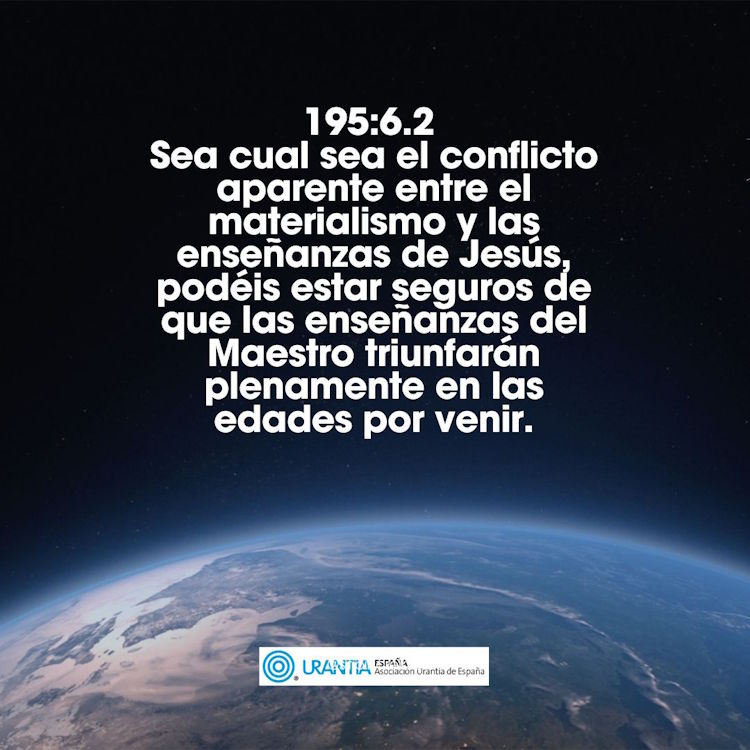 195:6.2
Sea cual sea el conflicto
aparente entre el
materialismo y las
enseñanzas de Jesús,
podéis estar seguros de
que las enseñanzas del
Maestro triunfarán
plenamente en las
edades por venir.
URANTIA ESPAÑA
Asociación Urantia de España